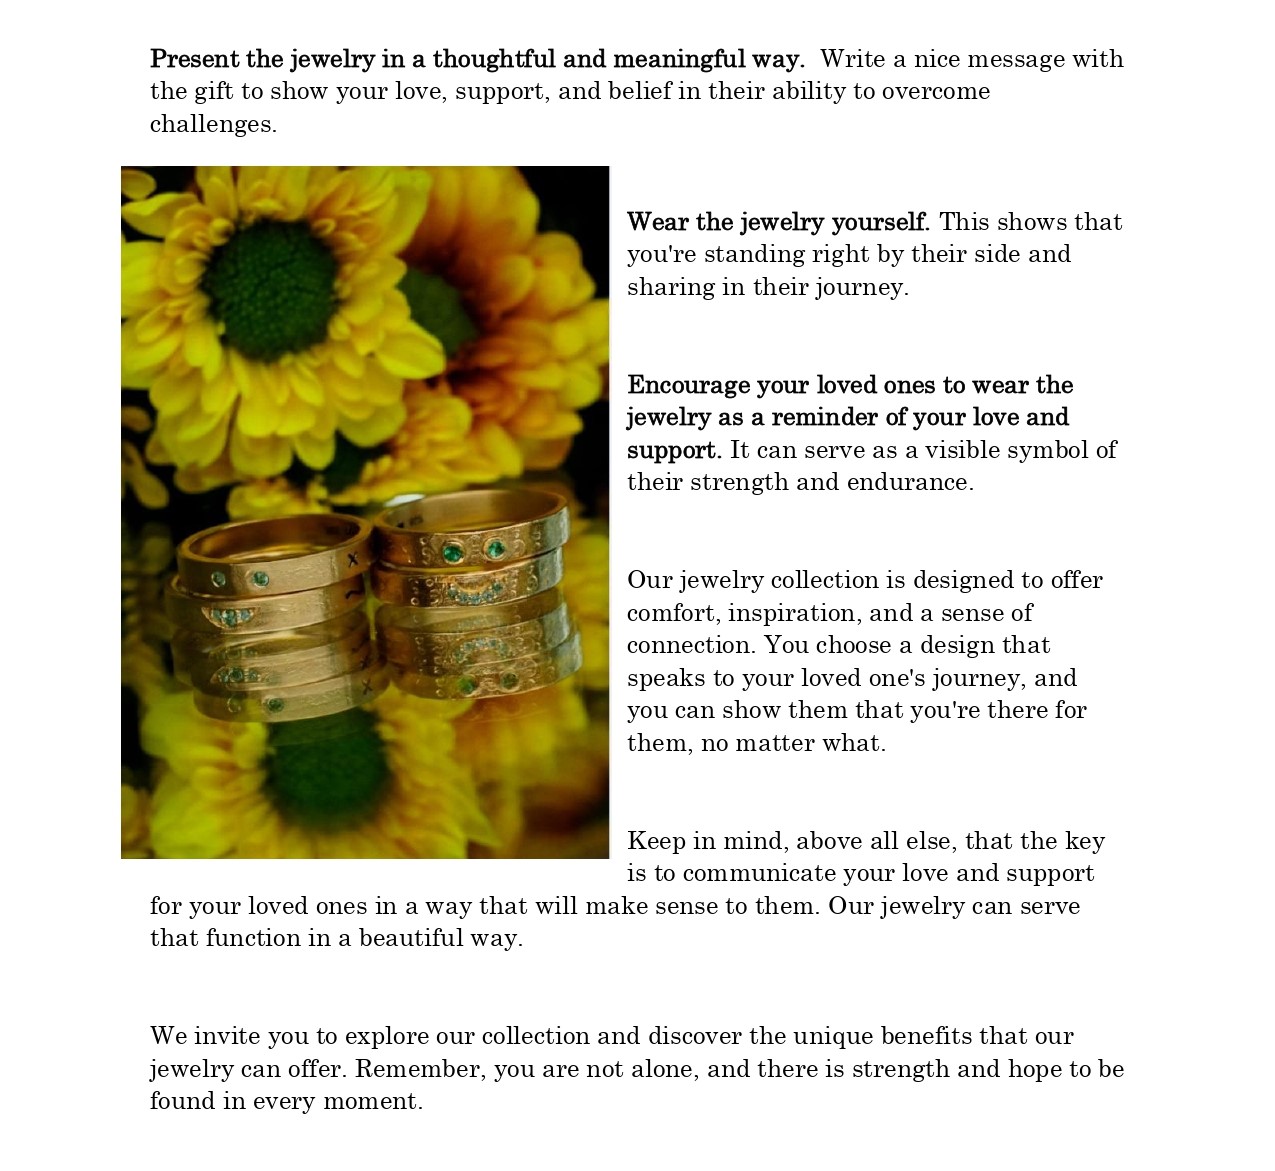 Present the jewelry in a thoughtful and meaningful way.  Write a nice message with
the gift to show your love, support, and belief in their ability to overcome
challenges.
Wear the jewelry yourself. This shows that
you're standing right by their side and
sharing in their journey.
Encourage your loved ones to wear the
jewelry as a reminder of your love and
support. It can serve as a visible symbol of
their strength and endurance.
Our jewelry collection is designed to offer
comfort, inspiration, and a sense of
connection. You choose a design that
speaks to your loved one's journey, and
you can show them that you're there for
them, no matter what.
Keep in mind, above all else, that the key
is to communicate your love and support
for your loved ones in a way that will make sense to them. Our jewelry can serve
that function in a beautiful way.
We invite you to explore our collection and discover the unique benefits that our
jewelry can offer. Remember, you are not alone, and there is strength and hope to be
found in every moment.